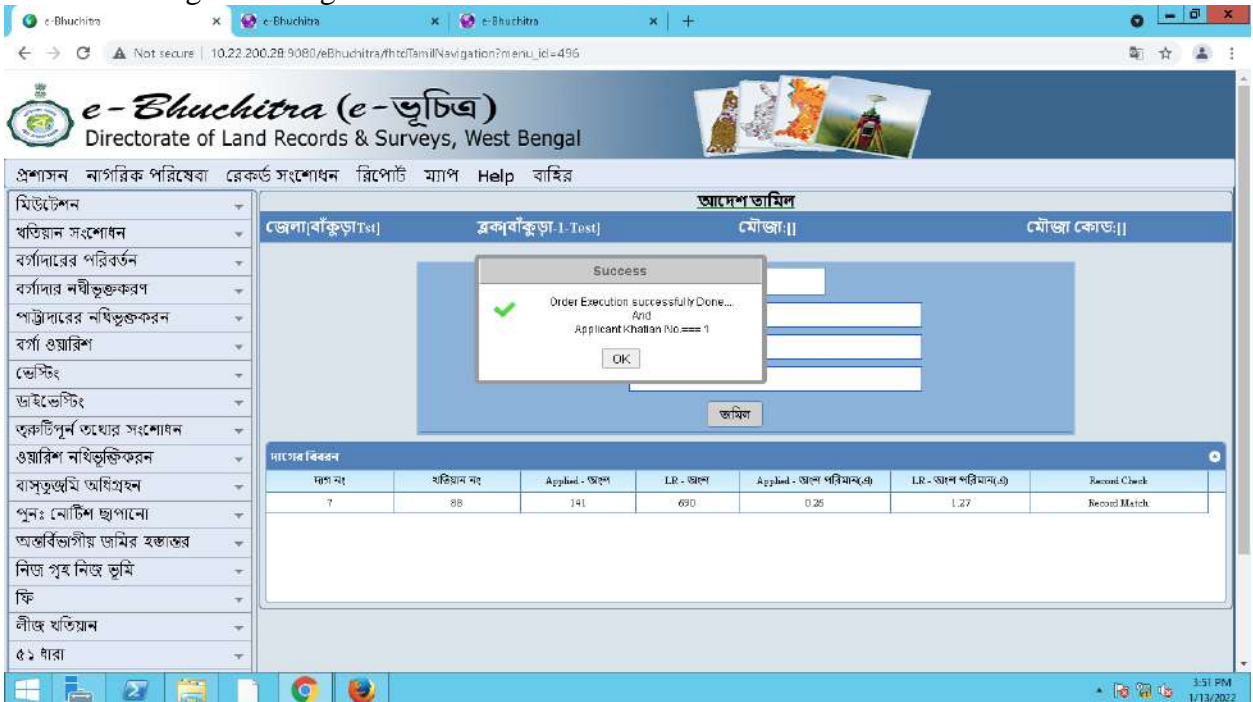 e-Bhuchitra
e-Bhuchitra
e-Bhuchitra
Not secure | 10.22.200.28:9080/eBhuchitra/fhtdTamilNavigation?menu_id=496
e-Bhuchitra (e-ভূচিত্র)
Directorate of Land Records & Surveys, West Bengal
প্রশাসন নাগরিক পরিষেবা রেকর্ড সংশোধন রিপোর্ট ম্যাপ Help বাহির
মিউটেশন
খতিয়ান সংশোধন
বর্গাদারের পরিবর্তন
বর্গাদার নথীভূক্তকরণ
পাট্টাদারের নথিভূক্তকরন
বর্গা ওয়ারিশ
ভেস্টিং
ডাইভেস্টিং
ত্রুটিপূর্ন তথ্যের সংশোধন
ওয়ারিশ নথিভূক্তিকরন
বাস্তুজমি অধিগ্রহন
পুনঃ নোটিশ ছাপানো
অন্তর্বিভাগীয় জমির হস্তান্তর
নিজ গৃহ নিজ ভূমি
ফি
লীজ খতিয়ান
৫১ ধারা
আদেশ তামিল
জেলা[বাঁকুড়াTst] ব্লক[বাঁকুড়া-1-Test] মৌজা:[] মৌজা কোড:[]
Success
Order Execution successfully Done....
And
Applicant Khatian No.=== 1
OK
তামিল
দাগের বিবরন
দাগ নং খতিয়ান নং Applied - অংশ LR - অংশ Applied - অংশ পরিমান(এ) LR - অংশ পরিমান(এ) Record Check
7 88 141 690 0.26 1.27 Record Match
3:51 PM
1/13/2022